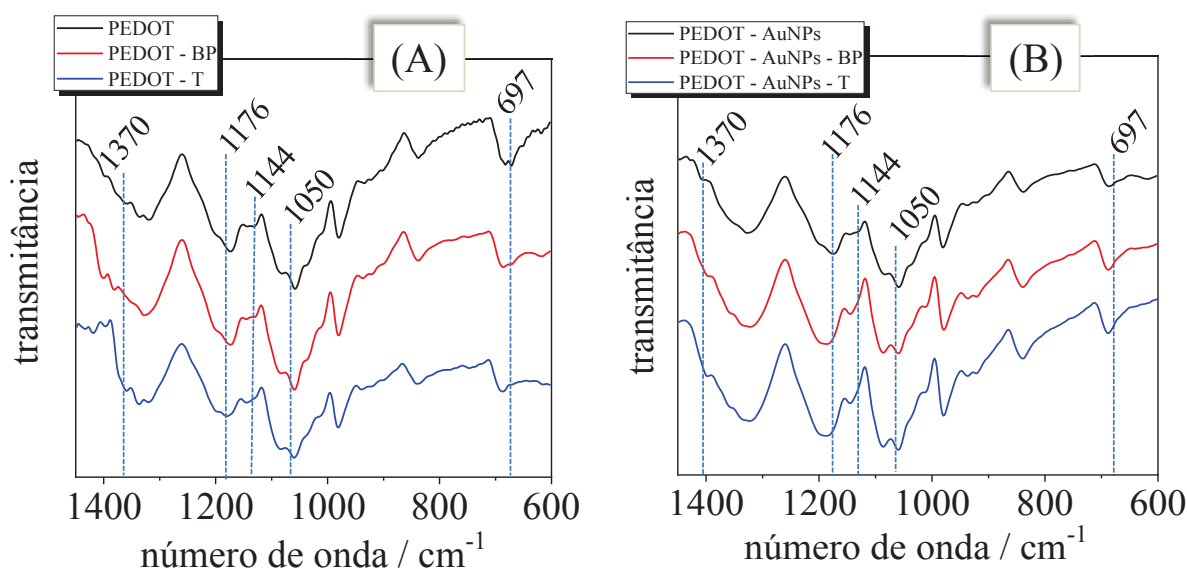 PEDOT
PEDOT - BP
PEDOT - T
(A)
1370
1176
1144
1050
697
transmitância
1400
1200
1000
800
600
número de onda / cm-1
PEDOT - AuNPs
PEDOT - AuNPs - BP
PEDOT - AuNPs - T
(B)
1370
1176
1144
1050
697
transmitância
1400
1200
1000
800
600
número de onda / cm-1